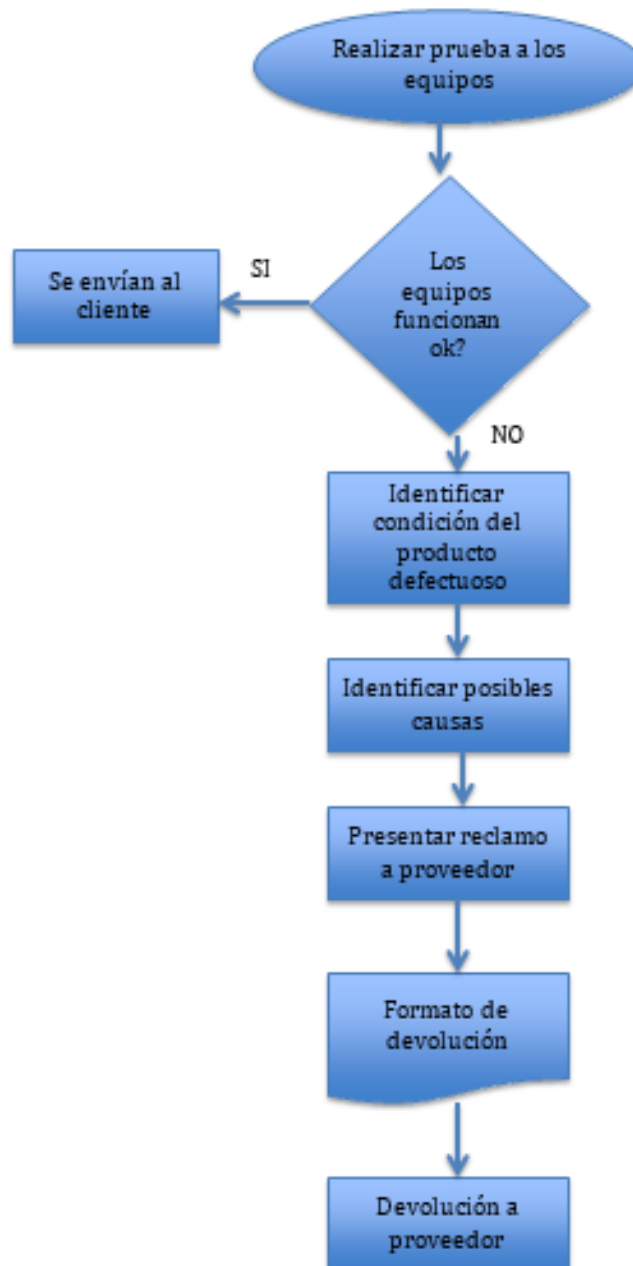 Realizar prueba a los
equipos
Los
equipos
funcionan
ok?
SI
Se envían al
cliente
NO
Identificar
condición del
producto
defectuoso
Identificar posibles
causas
Presentar reclamo
a proveedor
Formato de
devolución
Devolución a
proveedor